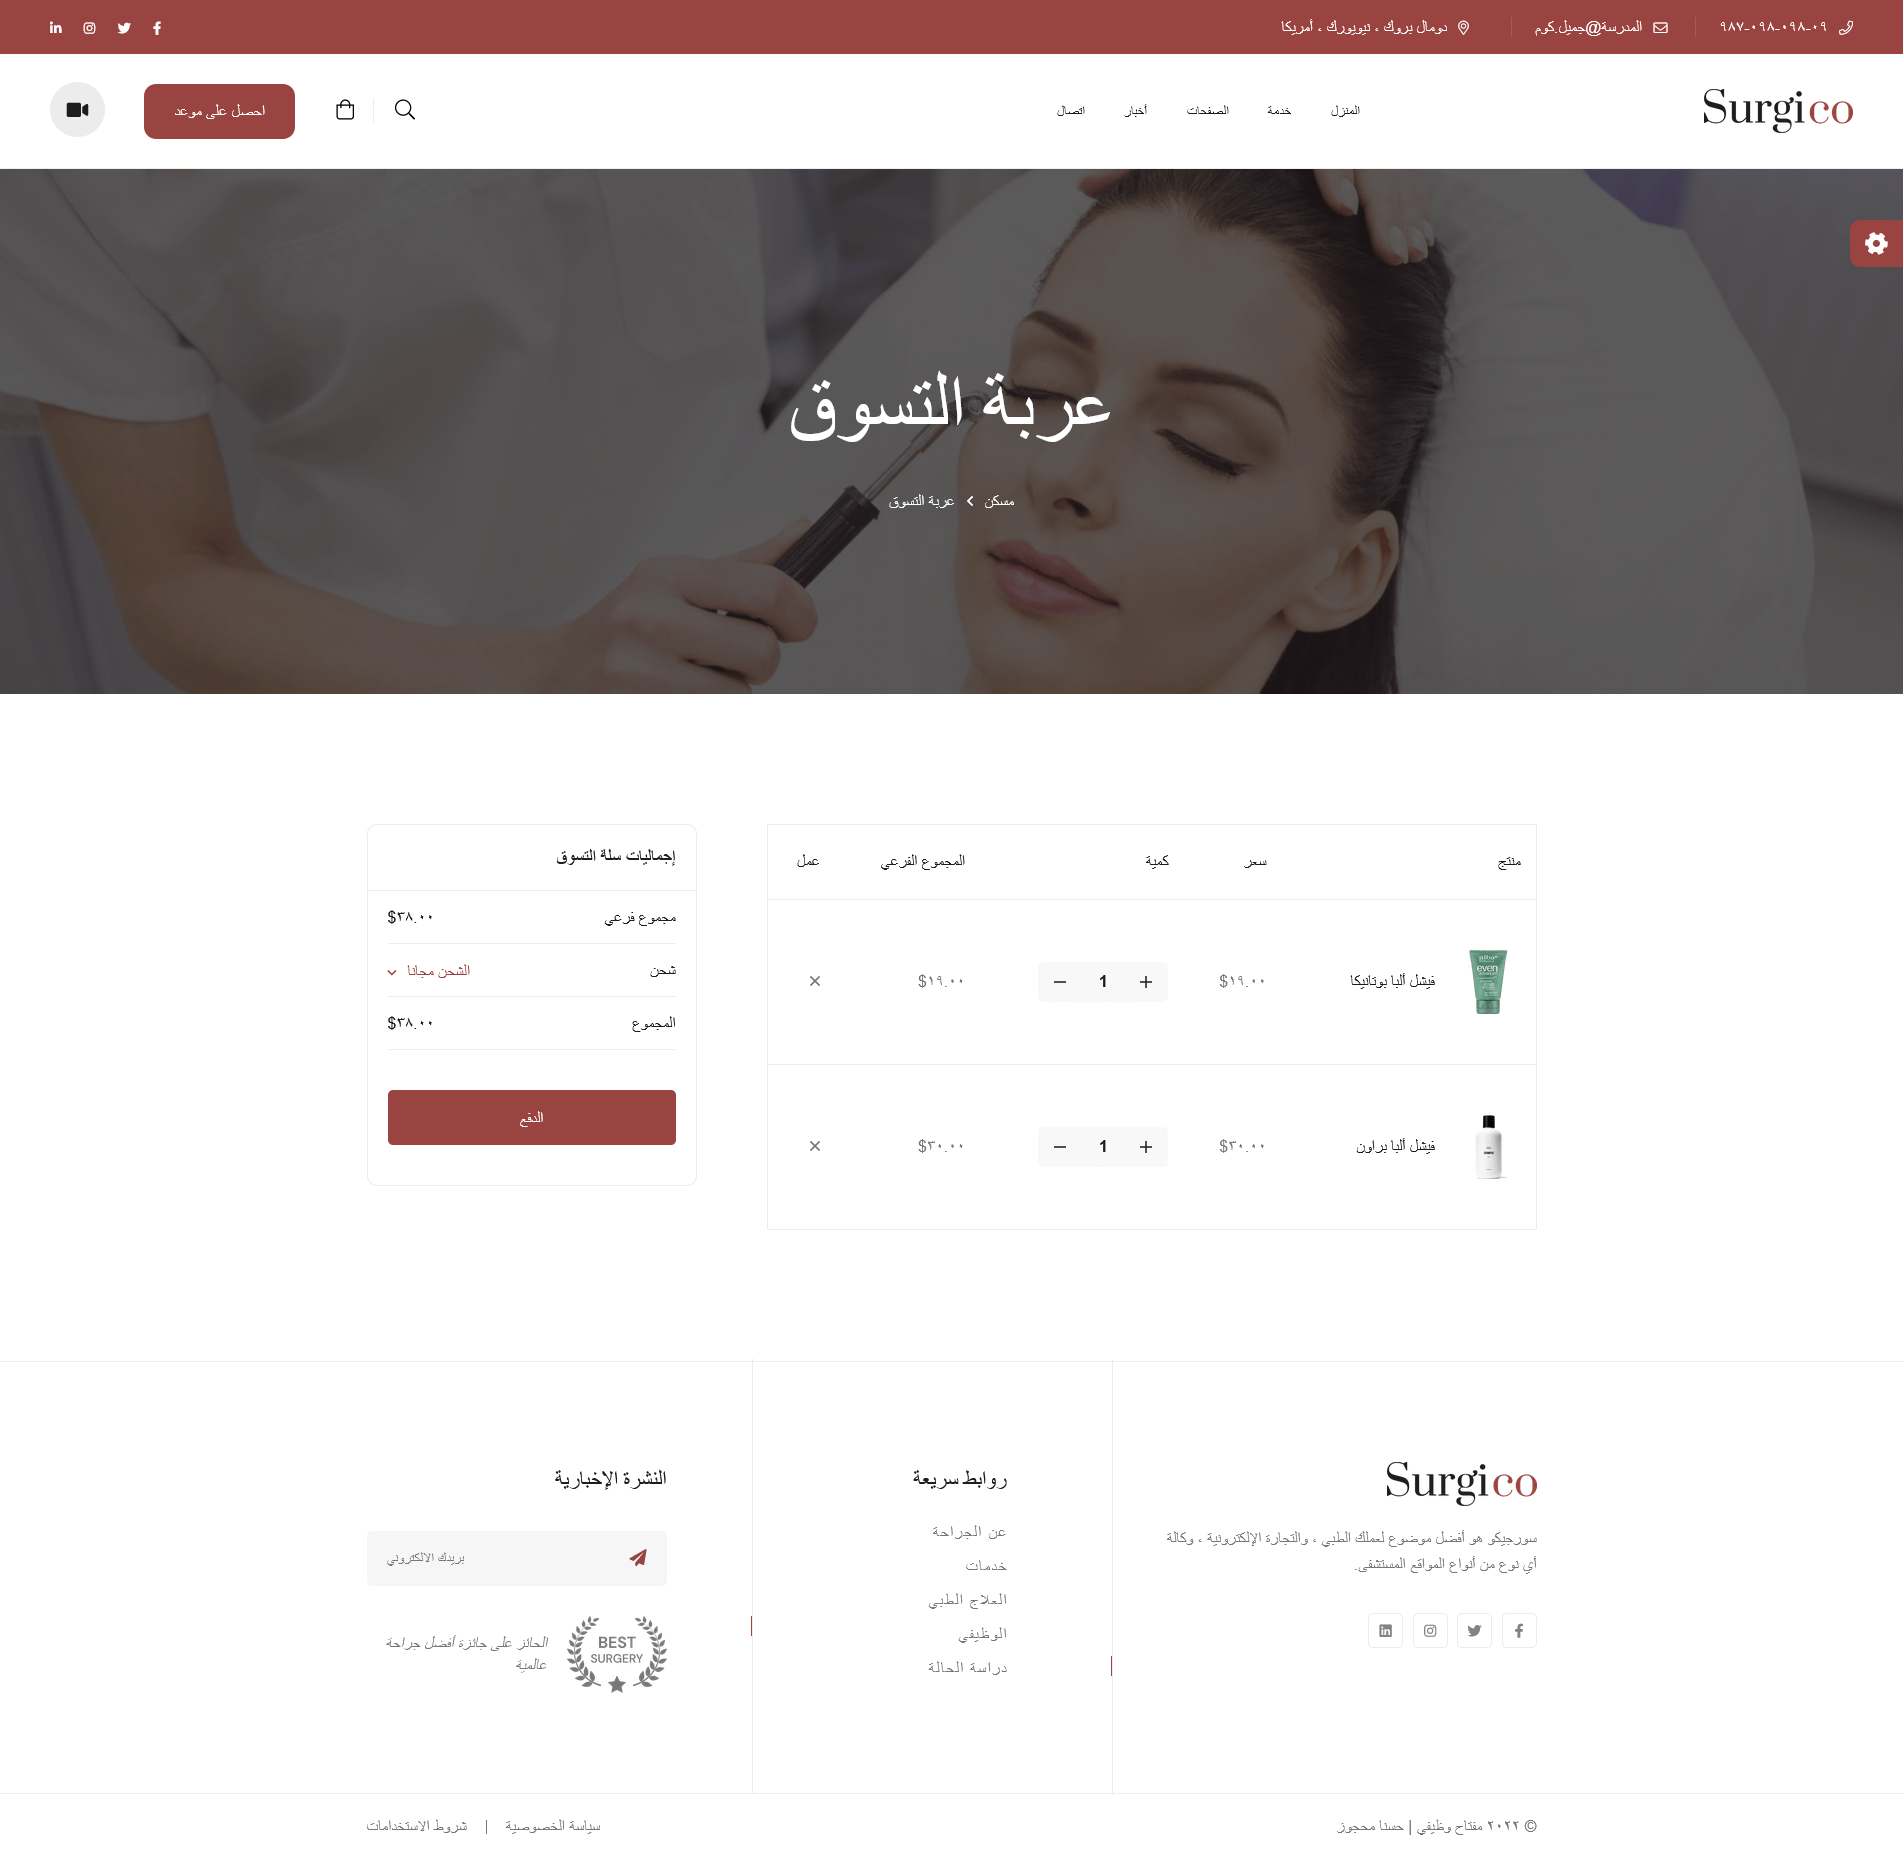 ٩٨٧-٠٩٨-٠٩٨-٠٩
المدرسة@جميل.كوم
دومال بروك ، نيويورك ، أمريكا
Surgico
المنزل
خدمة
الصفحات
أخبار
اتصال
احصل على موعد
عربة التسوق
مسكن
عربة التسوق
منتج
سعر
كمية
المجموع الفرعي
عمل
فيشل ألبا بوتانيكا
$١٩.٠٠
+ 1 −
$١٩.٠٠
alba
even
فيشل ألبا براون
$٣٠.٠٠
+ 1 −
$٣٠.٠٠
إجماليات سلة التسوق
مجموع فرعي $٣٨.٠٠
شحن الشحن مجانا
المجموع $٣٨.٠٠
الدفع
Surgico
سورجيكو هو أفضل موضوع لعملك الطبي ، والتجارة الإلكترونية ، وكالة
أي نوع من أنواع المواقع المستشفى.
روابط سريعة
عن الجراحة
خدمات
العلاج الطبي
الوظيفي
دراسة الحالة
النشرة الإخبارية
بريدك الالكتروني
BEST
SURGERY
الحائز على جائزة أفضل جراحة
عالمية
© ٢٠٢٢ مفتاح وظيفي | حسنا محجوز
سياسة الخصوصية | شروط الاستخدامات